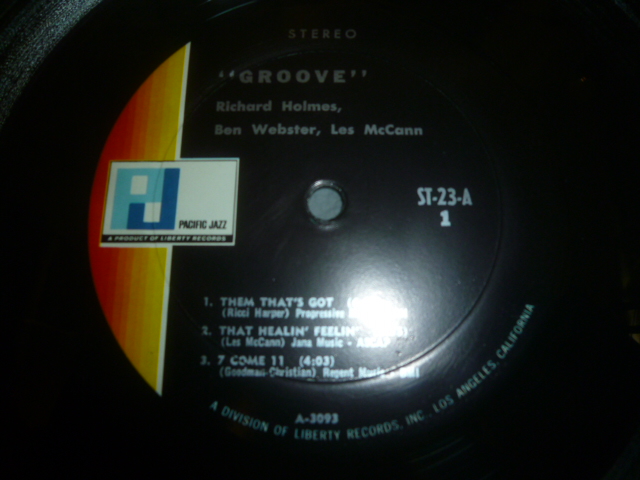 STEREO
"GROOVE"
Richard Holmes,
Ben Webster, Les McCann
ST-23-A
1
PJ
PACIFIC JAZZ
A PRODUCT OF LIBERTY RECORDS
1. THEM THAT'S GOT
(Ricci Harper) Progressive
2. THAT HEALIN' FEELIN'
(Les McCann) Jana Music - ASCAP
3. 7 COME 11 (4:03)
(Goodman-Christian) Regent Music - BMI
A-3093
A DIVISION OF LIBERTY RECORDS, INC., LOS ANGELES, CALIFORNIA